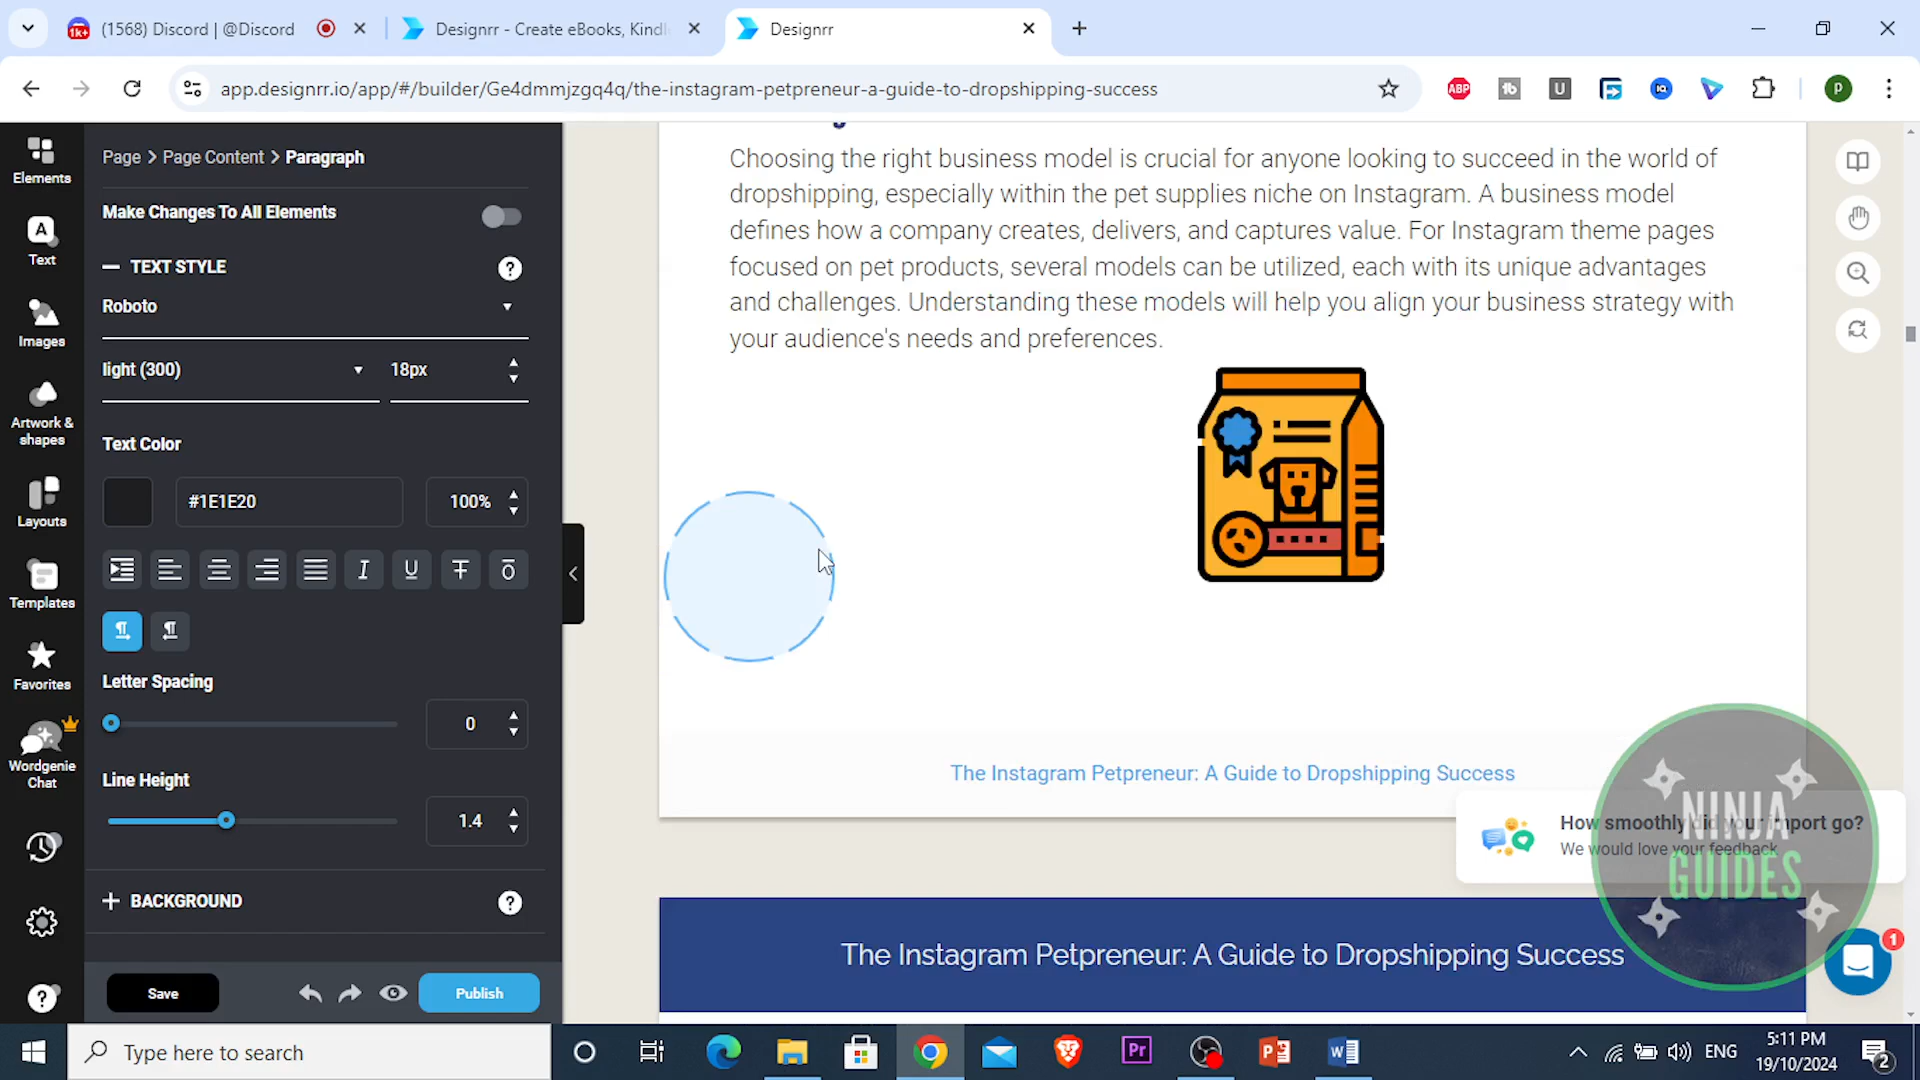 (1568) Discord | @Discord
Designrr - Create eBooks, Kindl
Designrr
app.designrr.io/app/#/builder/Ge4dmmjzgq4q/the-instagram-petpreneur-a-guide-to-dropshipping-success
Elements
Text
Images
Artwork &
shapes
Layouts
Templates
Favorites
Wordgenie
Chat
Page > Page Content > Paragraph
Make Changes To All Elements
TEXT STYLE
Roboto
light (300)
18px
Text Color
#1E1E20
100%
Letter Spacing
0
Line Height
1.4
BACKGROUND
Save
Publish
Choosing the right business model is crucial for anyone looking to succeed in the world of
dropshipping, especially within the pet supplies niche on Instagram. A business model
defines how a company creates, delivers, and captures value. For Instagram theme pages
focused on pet products, several models can be utilized, each with its unique advantages
and challenges. Understanding these models will help you align your business strategy with
your audience's needs and preferences.
The Instagram Petpreneur: A Guide to Dropshipping Success
How smoothly did your import go?
We would love your feedback
NINJA
GUIDES
The Instagram Petpreneur: A Guide to Dropshipping Success
1
Type here to search
ENG
5:11 PM
19/10/2024
2